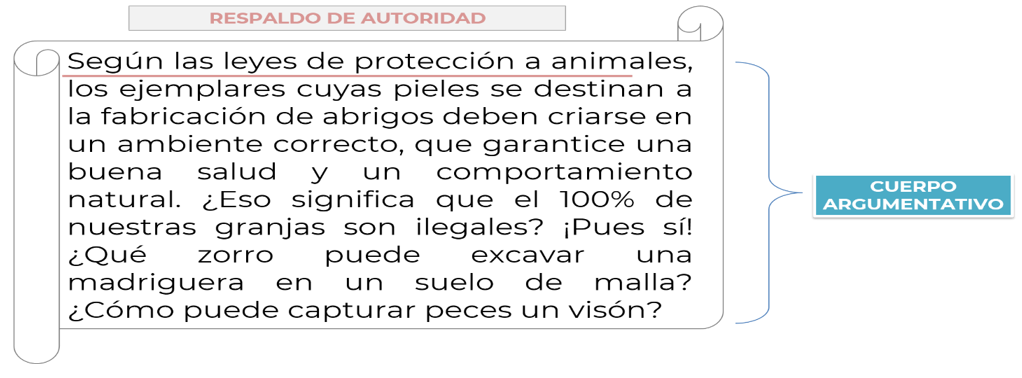 RESPALDO DE AUTORIDAD
Según las leyes de protección a animales,
los ejemplares cuyas pieles se destinan a
la fabricación de abrigos deben criarse en
un ambiente correcto, que garantice una
buena salud y un comportamiento
natural. ¿Eso significa que el 100% de
nuestras granjas son ilegales? ¡Pues sí!
¿Qué zorro puede excavar una
madriguera en un suelo de malla?
¿Cómo puede capturar peces un visón?
CUERPO
ARGUMENTATIVO